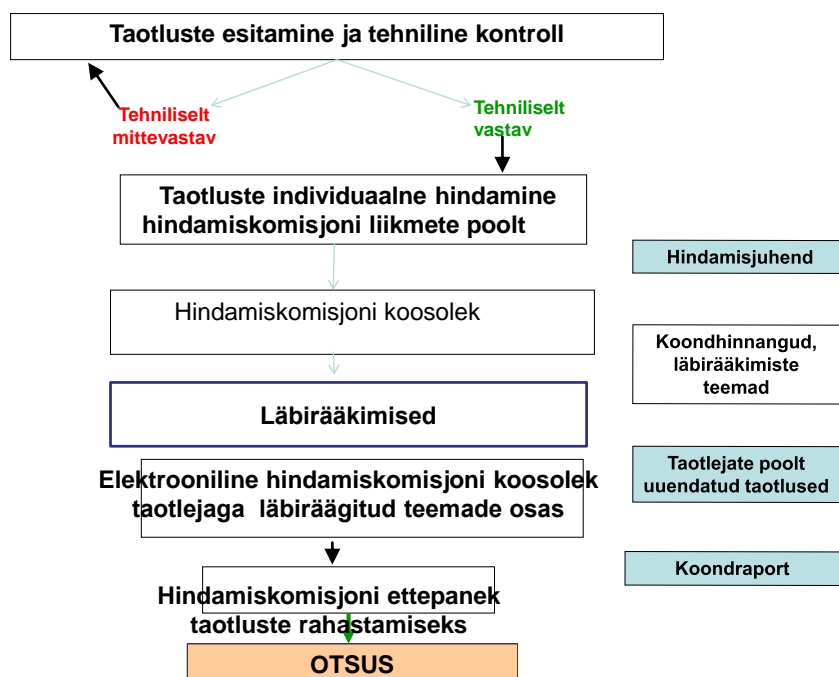 Taotluste esitamine ja tehniline kontroll
Tehniliselt
mittevastav
Tehniliselt
vastav
Taotluste individuaalne hindamine
hindamiskomisjoni liikmete poolt
Hindamisjuhend
Hindamiskomisjoni koosolek
Koondhinnangud,
läbirääkimiste
teemad
Läbirääkimised
Elektrooniline hindamiskomisjoni koosolek
taotlejaga läbiräägitud teemade osas
Taotlejate poolt
uuendatud taotlused
Koondraport
Hindamiskomisjoni ettepanek
taotluste rahastamiseks
OTSUS